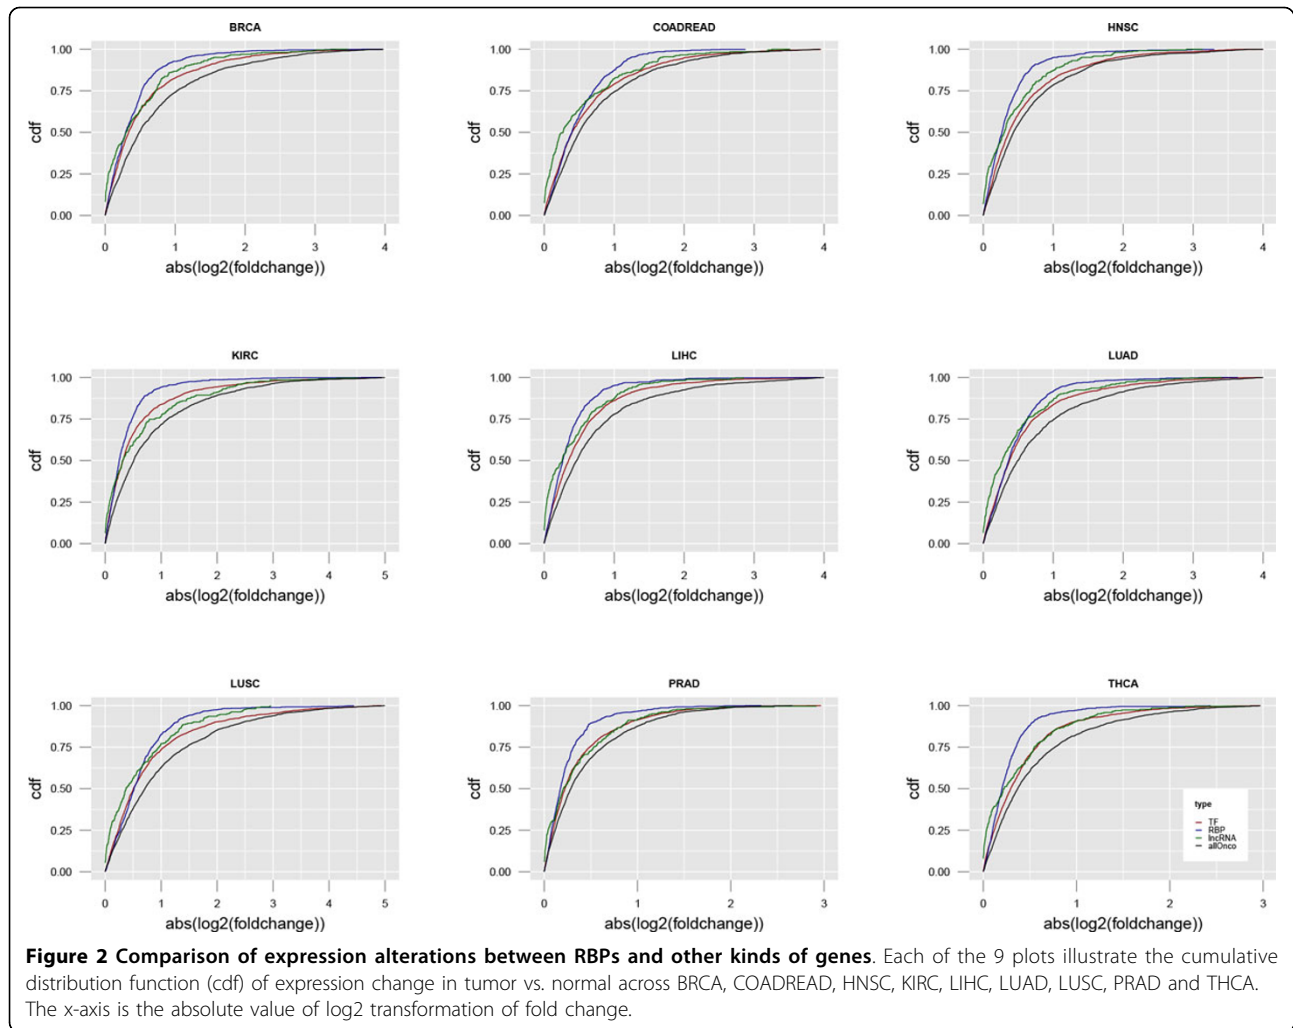 BRCA
1.00
0.75
0.50
0.25
0.00
cdf
0 1 2 3 4
abs(log2(foldchange))
COADREAD
1.00
0.75
0.50
0.25
0.00
cdf
0 1 2 3 4
abs(log2(foldchange))
HNSC
1.00
0.75
0.50
0.25
0.00
cdf
0 1 2 3 4
abs(log2(foldchange))
KIRC
1.00
0.75
0.50
0.25
0.00
cdf
0 1 2 3 4 5
abs(log2(foldchange))
LIHC
1.00
0.75
0.50
0.25
0.00
cdf
0 1 2 3 4
abs(log2(foldchange))
LUAD
1.00
0.75
0.50
0.25
0.00
cdf
0 1 2 3 4
abs(log2(foldchange))
LUSC
1.00
0.75
0.50
0.25
0.00
cdf
0 1 2 3 4 5
abs(log2(foldchange))
PRAD
1.00
0.75
0.50
0.25
0.00
cdf
0 1 2 3
abs(log2(foldchange))
THCA
1.00
0.75
0.50
0.25
0.00
cdf
0 1 2 3
abs(log2(foldchange))
type
TF
RBP
lncRNA
allOnco
Figure 2 Comparison of expression alterations between RBPs and other kinds of genes. Each of the 9 plots illustrate the cumulative
distribution function (cdf) of expression change in tumor vs. normal across BRCA, COADREAD, HNSC, KIRC, LIHC, LUAD, LUSC, PRAD and THCA.
The x-axis is the absolute value of log2 transformation of fold change.